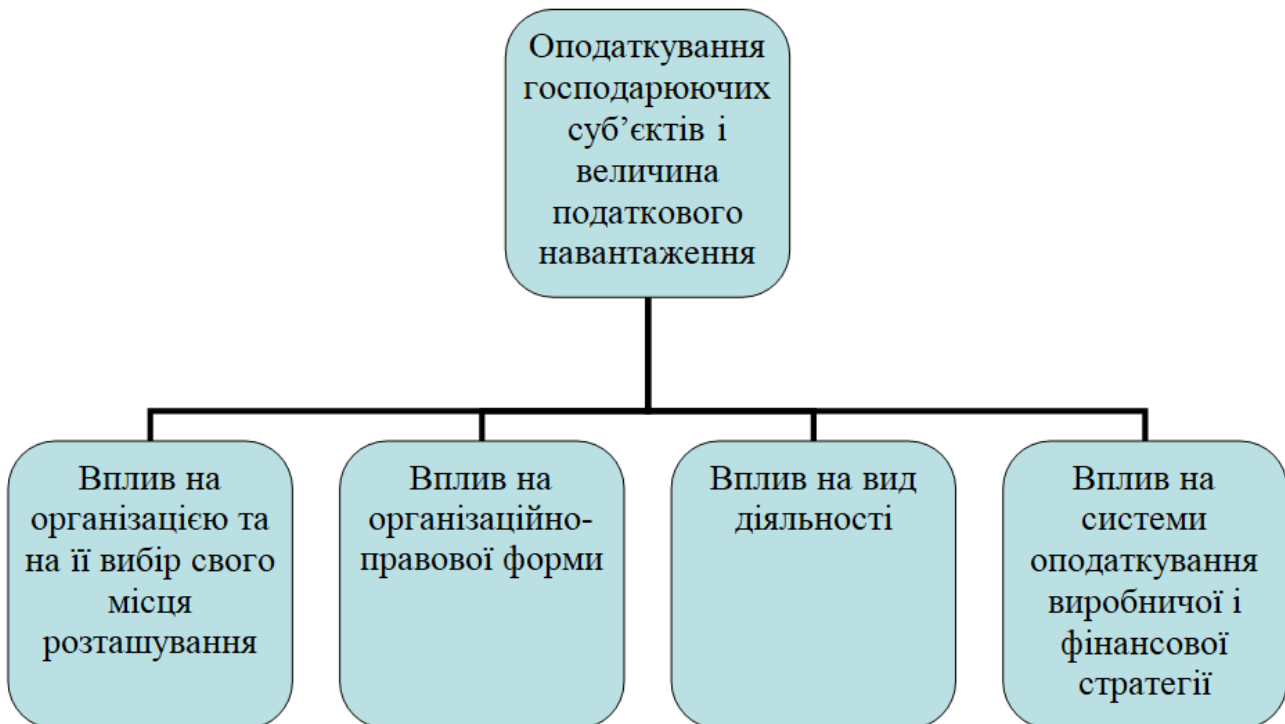 Оподаткування
господарюючих
суб’єктів і
величина
податкового
навантаження
Вплив на
організацією та
на її вибір свого
місця
розташування
Вплив на
організаційно-
правової форми
Вплив на вид
діяльності
Вплив на
системи
оподаткування
виробничої і
фінансової
стратегії